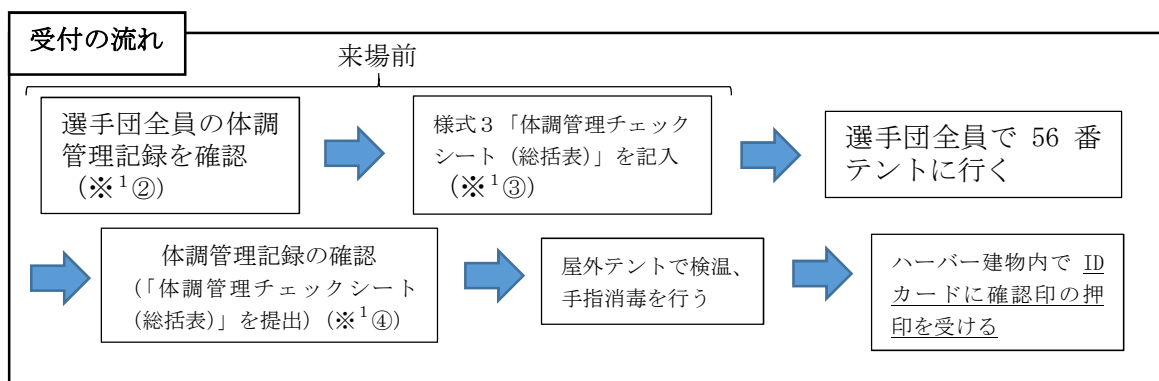 受付の流れ
来場前
選手団全員の体調
管理記録を確認
（※¹②）
様式３「体調管理チェック
シート（総括表）」を記入
（※¹③）
選手団全員で 56 番
テントに行く
体調管理記録の確認
（「体調管理チェックシート
（総括表）」を提出）（※¹④）
屋外テントで検温、
手指消毒を行う
ハーバー建物内で ID
カードに確認印の押
印を受ける